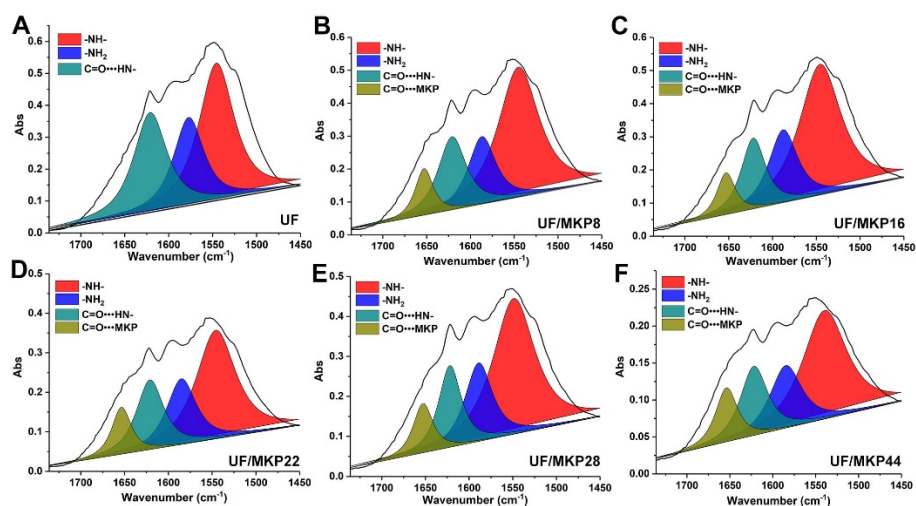 A
-NH-
-NH₂
C=O•••HN-
Abs
0.6
0.5
0.4
0.3
0.2
0.1
0.0
1700 1650 1600 1550 1500 1450
Wavenumber (cm⁻¹)
UF
B
-NH-
-NH₂
C=O•••HN-
C=O•••MKP
Abs
0.6
0.5
0.4
0.3
0.2
0.1
0.0
1700 1650 1600 1550 1500 1450
Wavenumber (cm⁻¹)
UF/MKP8
C
-NH-
-NH₂
C=O•••HN-
C=O•••MKP
Abs
0.6
0.5
0.4
0.3
0.2
0.1
0.0
1700 1650 1600 1550 1500 1450
Wavenumber (cm⁻¹)
UF/MKP16
D
-NH-
-NH₂
C=O•••HN-
C=O•••MKP
Abs
0.5
0.4
0.3
0.2
0.1
0.0
1700 1650 1600 1550 1500 1450
Wavenumber (cm⁻¹)
UF/MKP22
E
-NH-
-NH₂
C=O•••HN-
C=O•••MKP
Abs
0.5
0.4
0.3
0.2
0.1
0.0
1700 1650 1600 1550 1500 1450
Wavenumber (cm⁻¹)
UF/MKP28
F
-NH-
-NH₂
C=O•••HN-
C=O•••MKP
Abs
0.25
0.20
0.15
0.10
0.05
0.00
1700 1650 1600 1550 1500 1450
Wavenumber (cm⁻¹)
UF/MKP44